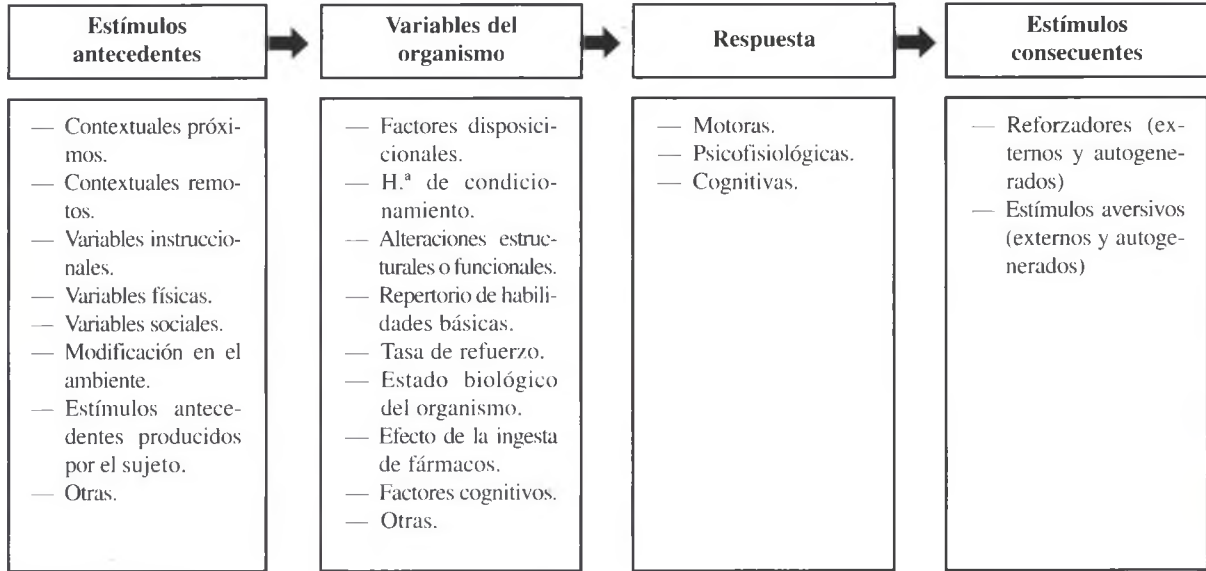 Estímulos
antecedentes
Variables del
organismo
Respuesta
Estímulos
consecuentes
— Contextuales próxi-
mos.
— Contextuales remo-
tos.
— Variables instruccio-
nales.
— Variables físicas.
— Variables sociales.
— Modificación en el
ambiente.
— Estímulos antece-
dentes producidos
por el sujeto.
— Otras.
— Factores disposici-
cionales.
— H.ª de condicio-
namiento.
— Alteraciones estruc-
turales o funcionales.
— Repertorio de habili-
dades básicas.
— Tasa de refuerzo.
— Estado biológico
del organismo.
— Efecto de la ingesta
de fármacos.
— Factores cognitivos.
— Otras.
— Motoras.
— Psicofisiológicas.
— Cognitivas.
— Reforzadores (ex-
ternos y autogene-
rados)
— Estímulos aversivos
(externos y autoge-
nerados)